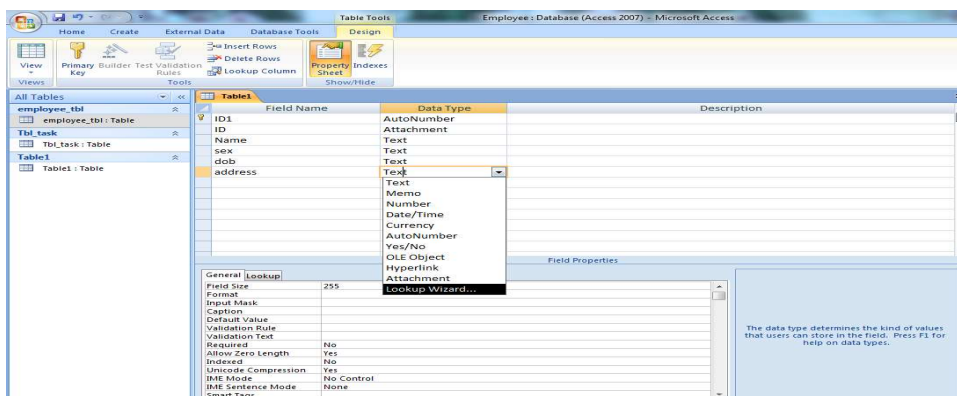 Table Tools
Employee : Database (Access 2007) - Microsoft Access
Home Create External Data Database Tools Design
View
Primary Key
Builder
Test Validation Rules
Insert Rows
Delete Rows
Lookup Column
Property Sheet
Indexes
Views
Tools
Show/Hide
All Tables
employee_tbl
employee_tbl : Table
Tbl_task
Tbl_task : Table
Table1
Table1 : Table
Table1
Field Name Data Type Description
ID1 AutoNumber
ID Attachment
Name Text
sex Text
dob Text
address Text
Text
Memo
Number
Date/Time
Currency
AutoNumber
Yes/No
OLE Object
Hyperlink
Attachment
Lookup Wizard...
Field Properties
General Lookup
Field Size 255
Format
Input Mask
Caption
Default Value
Validation Rule
Validation Text
Required No
Allow Zero Length Yes
Indexed No
Unicode Compression Yes
IME Mode No Control
IME Sentence Mode None
Smart Tags
The data type determines the kind of values
that users can store in the field. Press F1 for
help on data types.